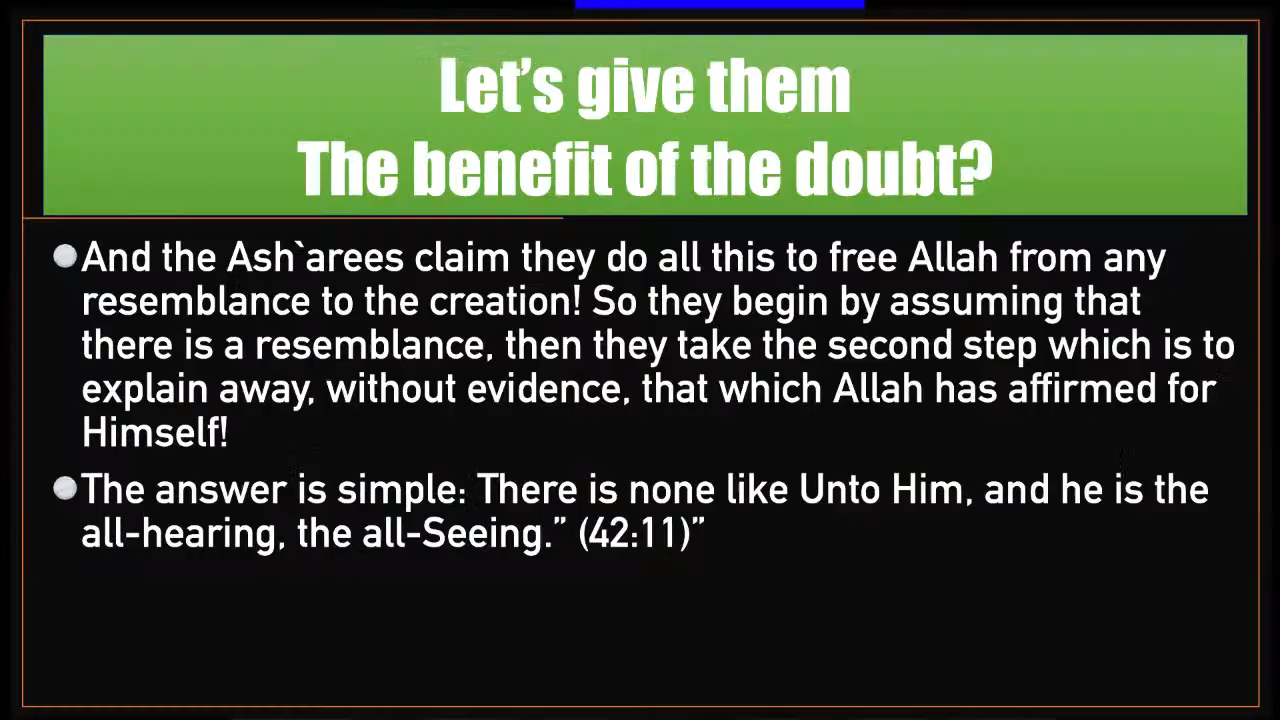 Let’s give them
The benefit of the doubt?
And the Ash`arees claim they do all this to free Allah from any
resemblance to the creation! So they begin by assuming that
there is a resemblance, then they take the second step which is to
explain away, without evidence, that which Allah has affirmed for
Himself!
The answer is simple: There is none like Unto Him, and he is the
all-hearing, the all-Seeing.” (42:11)”